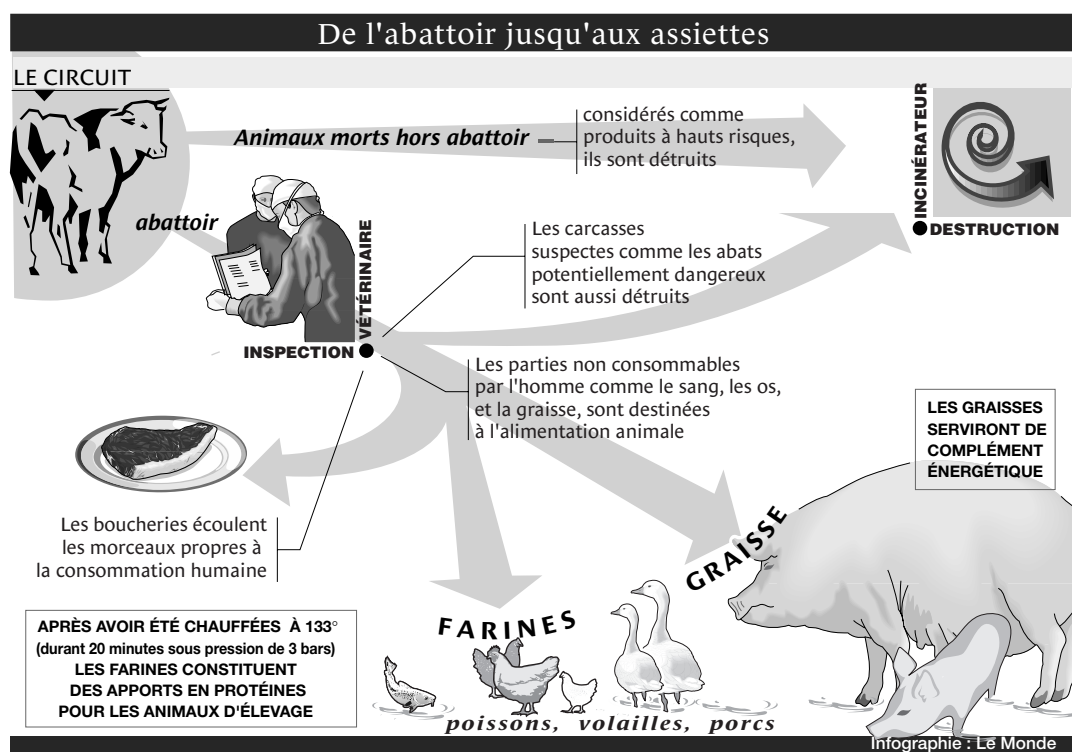 De l'abattoir jusqu'aux assiettes
LE CIRCUIT
Animaux morts hors abattoir
considérés comme
produits à hauts risques,
ils sont détruits
INCINÉRATEUR
DESTRUCTION
abattoir
VÉTÉRINAIRE
INSPECTION
Les carcasses
suspectes comme les abats
potentiellement dangereux
sont aussi détruits
Les parties non consommables
par l'homme comme le sang, les os,
et la graisse, sont destinées
à l'alimentation animale
LES GRAISSES
SERVIRONT DE
COMPLÉMENT
ÉNERGÉTIQUE
Les boucheries écoulent
les morceaux propres à
la consommation humaine
GRAISSE
FARINES
APRÈS AVOIR ÉTÉ CHAUFFÉES À 133°
(durant 20 minutes sous pression de 3 bars)
LES FARINES CONSTITUENT
DES APPORTS EN PROTÉINES
POUR LES ANIMAUX D'ÉLEVAGE
poissons, volailles, porcs
Infographie : Le Monde